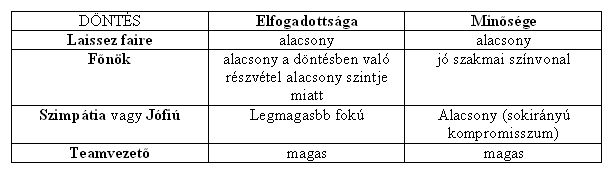 DÖNTÉS Elfogadottsága Minősége
Laissez faire alacsony alacsony
Főnök alacsony a döntésben való jó szakmai színvonal
részvétel alacsony szintje
miatt
Szimpátia vagy Jófiú Legmagasbb fokú Alacsony (sokirányú
kompromisszum)
Teamvezető magas magas